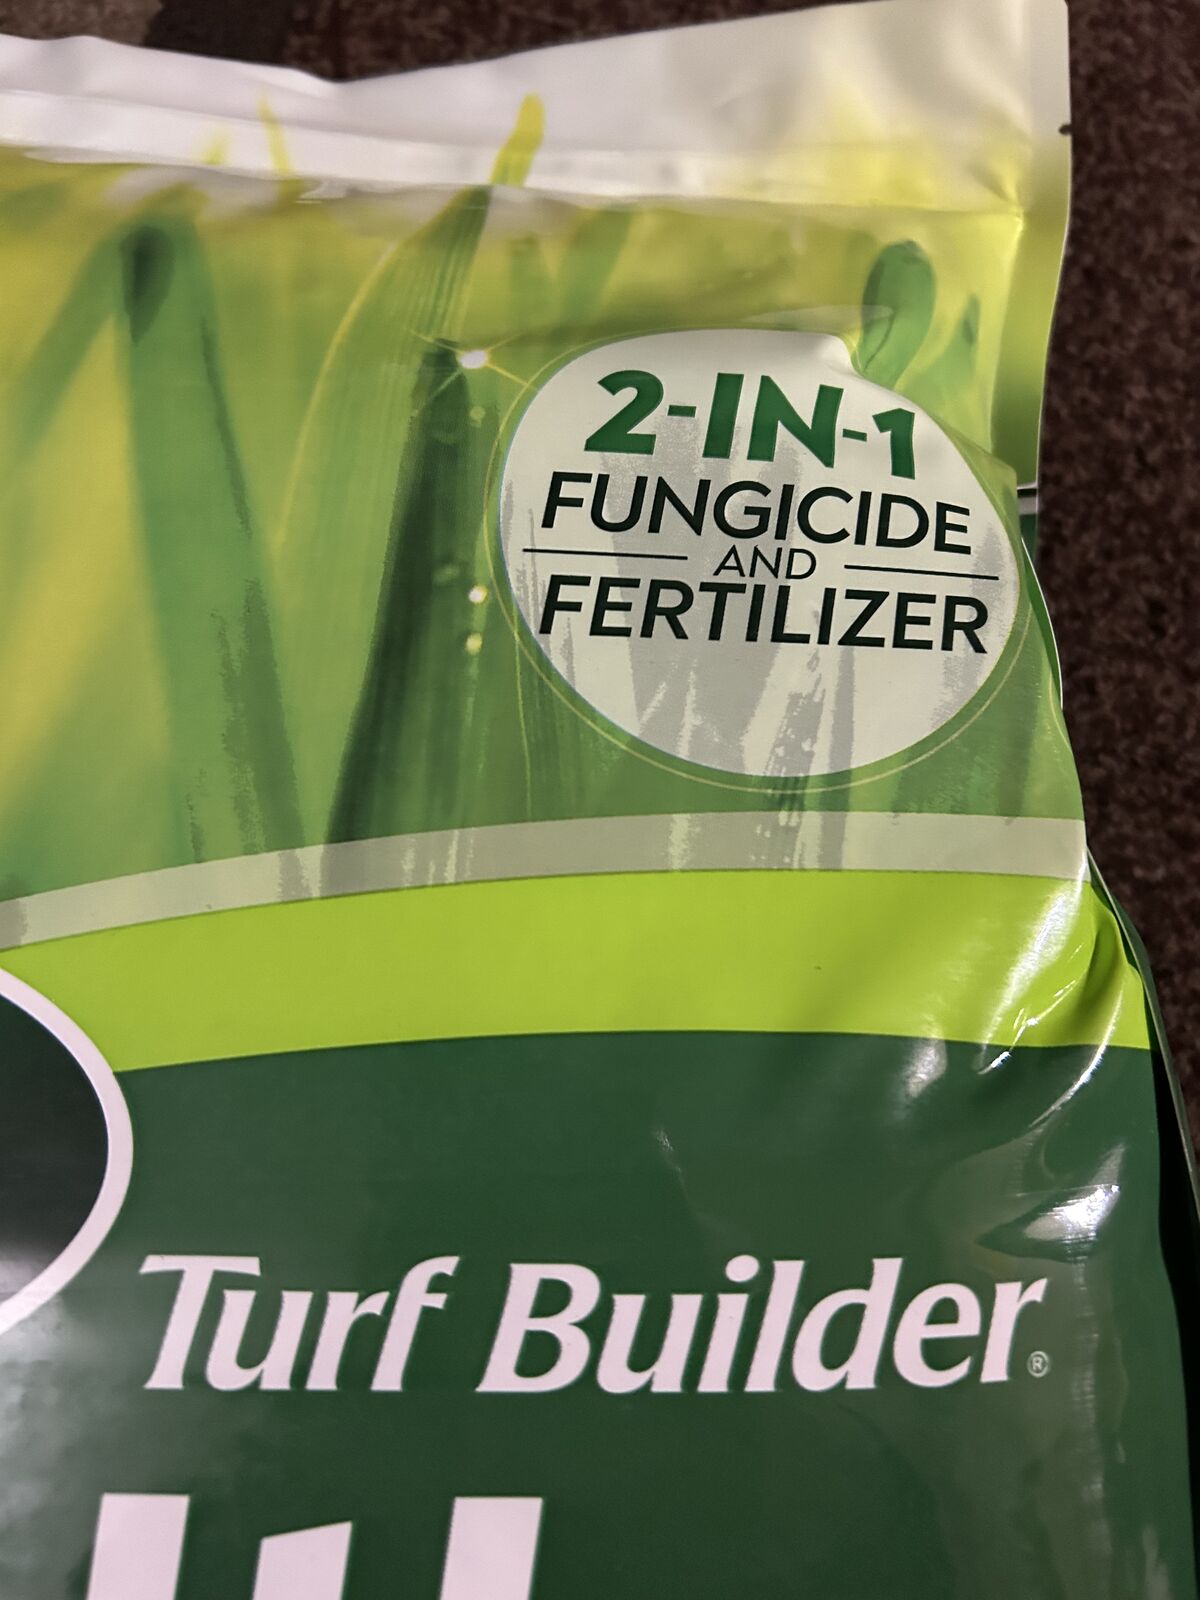 2-IN-1
FUNGICIDE
AND
FERTILIZER
Turf Builder®